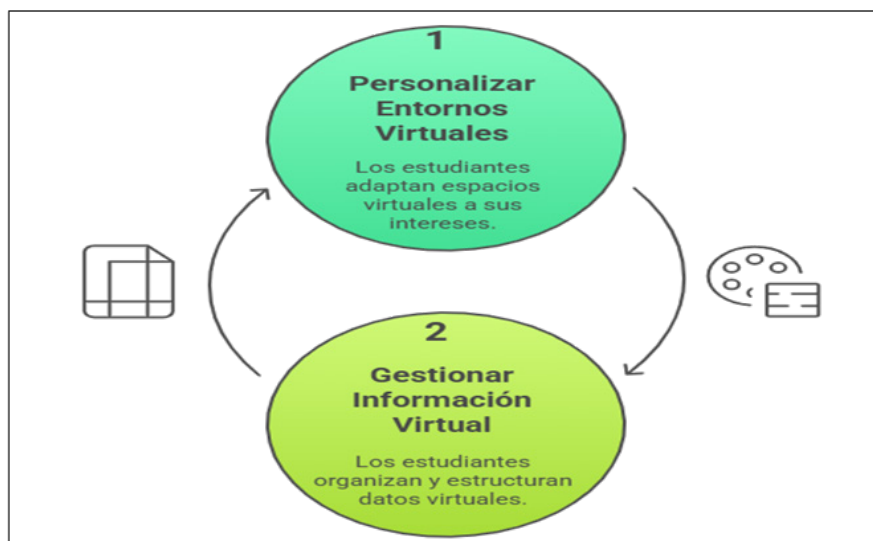 1
Personalizar
Entornos
Virtuales
Los estudiantes
adaptan espacios
virtuales a sus
intereses.
2
Gestionar
Información
Virtual
Los estudiantes
organizan y estructuran
datos virtuales.